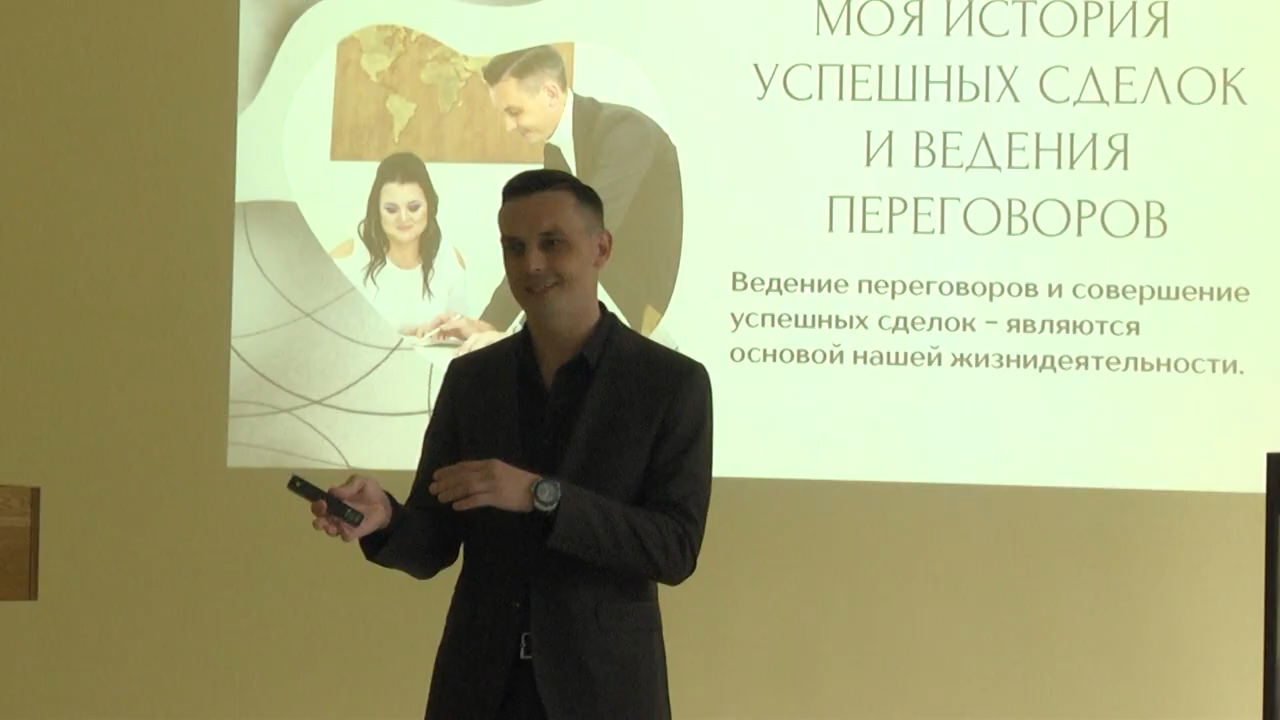 МОЯ ИСТОРИЯ
УСПЕШНЫХ СДЕЛОК
И ВЕДЕНИЯ
ПЕРЕГОВОРОВ
Ведение переговоров и совершение
успешных сделок – являются
основой нашей жизнидеятельности.